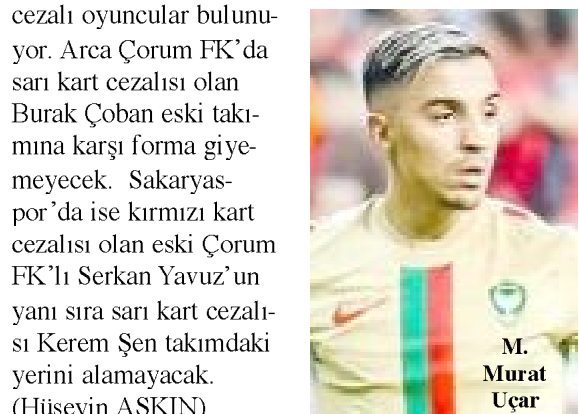 cezalı oyuncular bulunu-
yor. Arca Çorum FK’da
sarı kart cezalısı olan
Burak Çoban eski takı-
mına karşı forma giye-
meyecek. Sakaryas-
por’da ise kırmızı kart
cezalısı olan eski Çorum
FK’lı Serkan Yavuz’un
yanı sıra sarı kart cezalı-
sı Kerem Şen takımdaki
yerini alamayacak.
(Hüseyin AŞKIN)
M.
Murat
Uçar